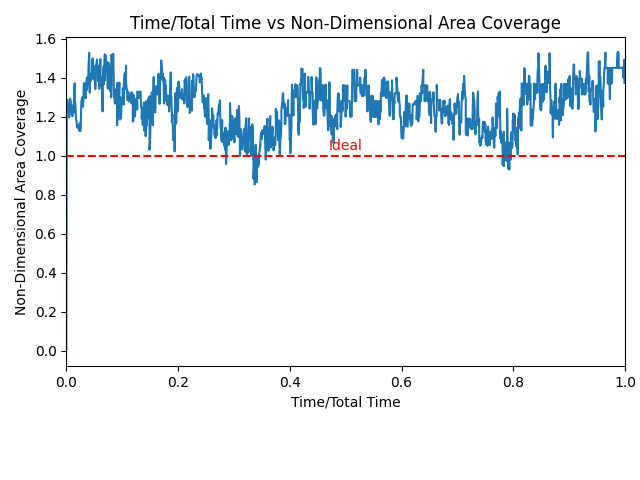 Time/Total Time vs Non-Dimensional Area Coverage
Non-Dimensional Area Coverage
1.6
1.4
1.2
1.0
0.8
0.6
0.4
0.2
0.0
Ideal
0.0 0.2 0.4 0.6 0.8 1.0
Time/Total Time